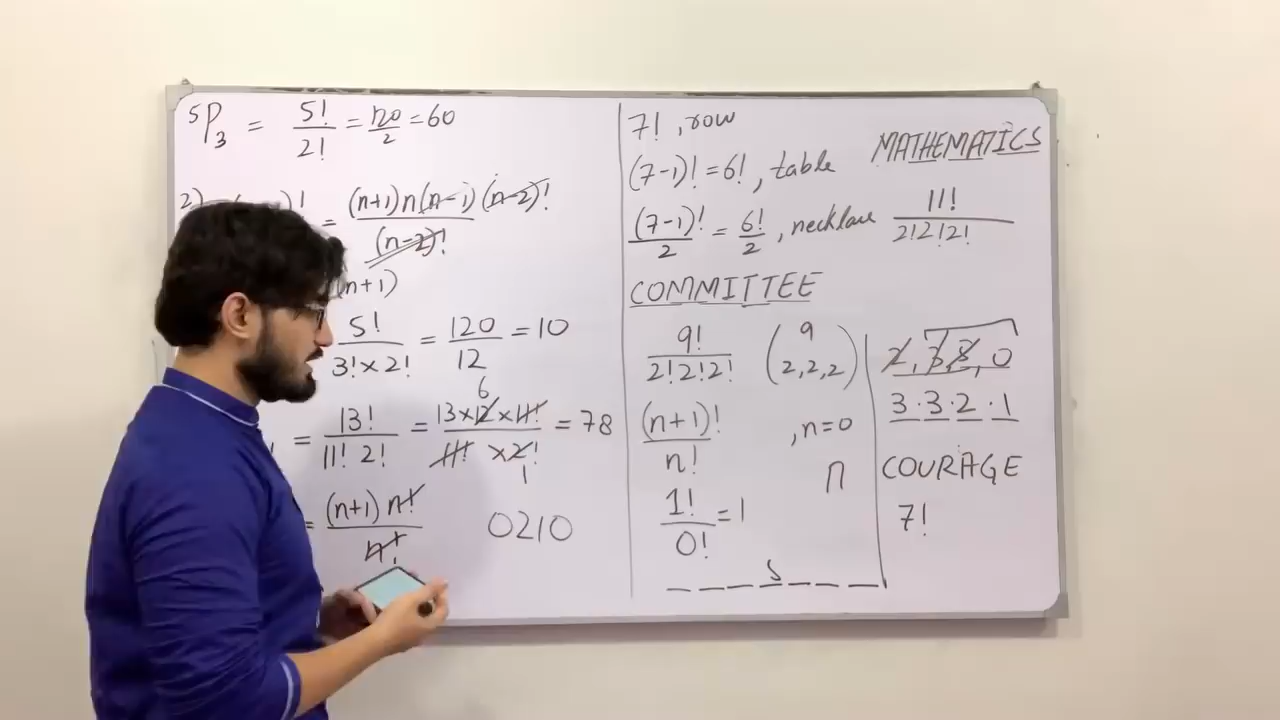 5P3 = 5!/2! = 120/2 = 60
2) )! = (n+1)n(n-1)(n-2)!/(n-2)!
(n+1)
5!/3!×2! = 120/12 = 10
= 13!/11! 2! = 13×12×11!/11! ×2! = 78
6
1
= (n+1) n!/n!
0210
7! , row
(7-1)! = 6! , table
(7-1)!/2 = 6!/2 , necklace
COMMITTEE
9!/2!2!2! (9 2,2,2)
(n+1)!/n! , n=0
n
1!/0! = 1
_ _ _ _ _ _ _
MATHEMATICS
11!/2!2!2!
2, 3, 8, 0
3·3·2·1
COURAGE
7!